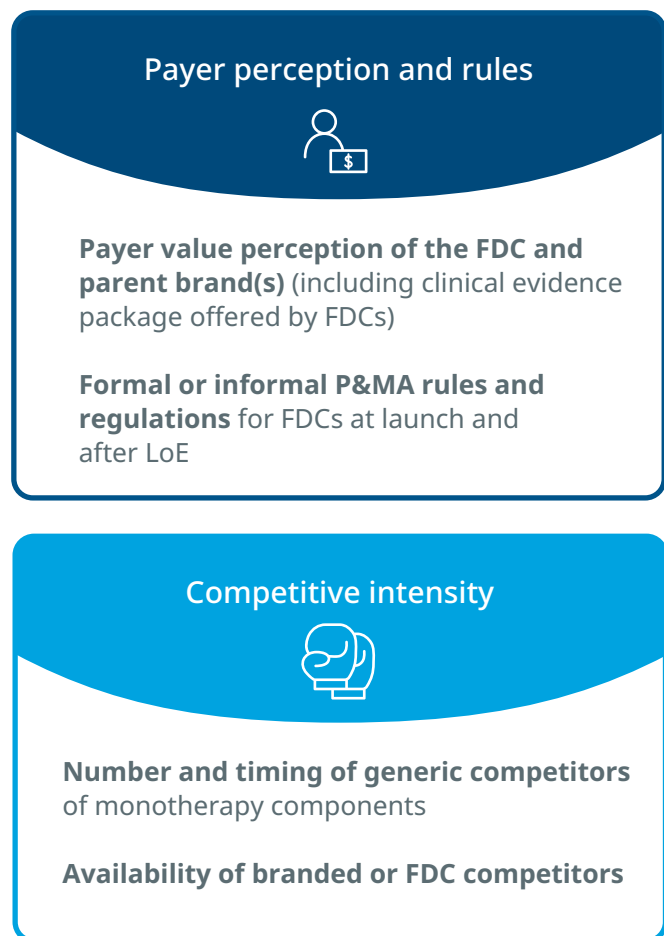 Payer perception and rules
$
Payer value perception of the FDC and
parent brand(s) (including clinical evidence
package offered by FDCs)
Formal or informal P&MA rules and
regulations for FDCs at launch and
after LoE
Competitive intensity
Number and timing of generic competitors
of monotherapy components
Availability of branded or FDC competitors